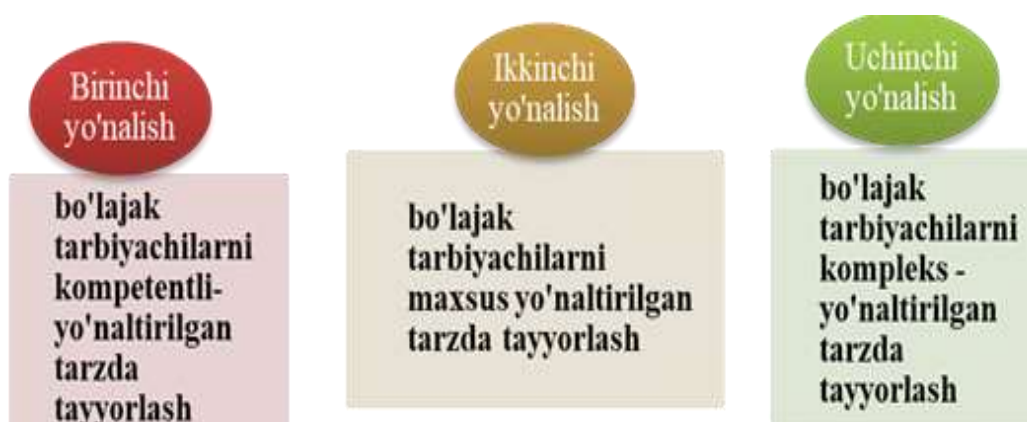 Birinchi
yo'nalish
bo'lajak
tarbiyachilarni
kompetentli-
yo'naltirilgan
tarzda
tayyorlash
Ikkinchi
yo'nalish
bo'lajak
tarbiyachilarni
maxsus yo'naltirilgan
tarzda tayyorlash
Uchinchi
yo'nalish
bo'lajak
tarbiyachilarni
kompleks -
yo'naltirilgan
tarzda
tayyorlash